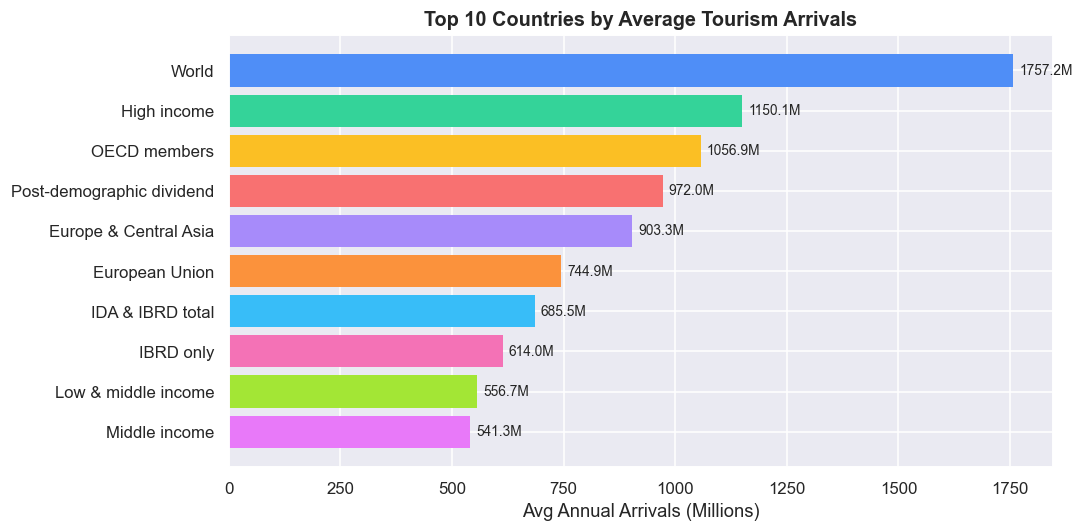 Top 10 Countries by Average Tourism Arrivals
World 1757.2M
High income 1150.1M
OECD members 1056.9M
Post-demographic dividend 972.0M
Europe & Central Asia 903.3M
European Union 744.9M
IDA & IBRD total 685.5M
IBRD only 614.0M
Low & middle income 556.7M
Middle income 541.3M
0 250 500 750 1000 1250 1500 1750
Avg Annual Arrivals (Millions)